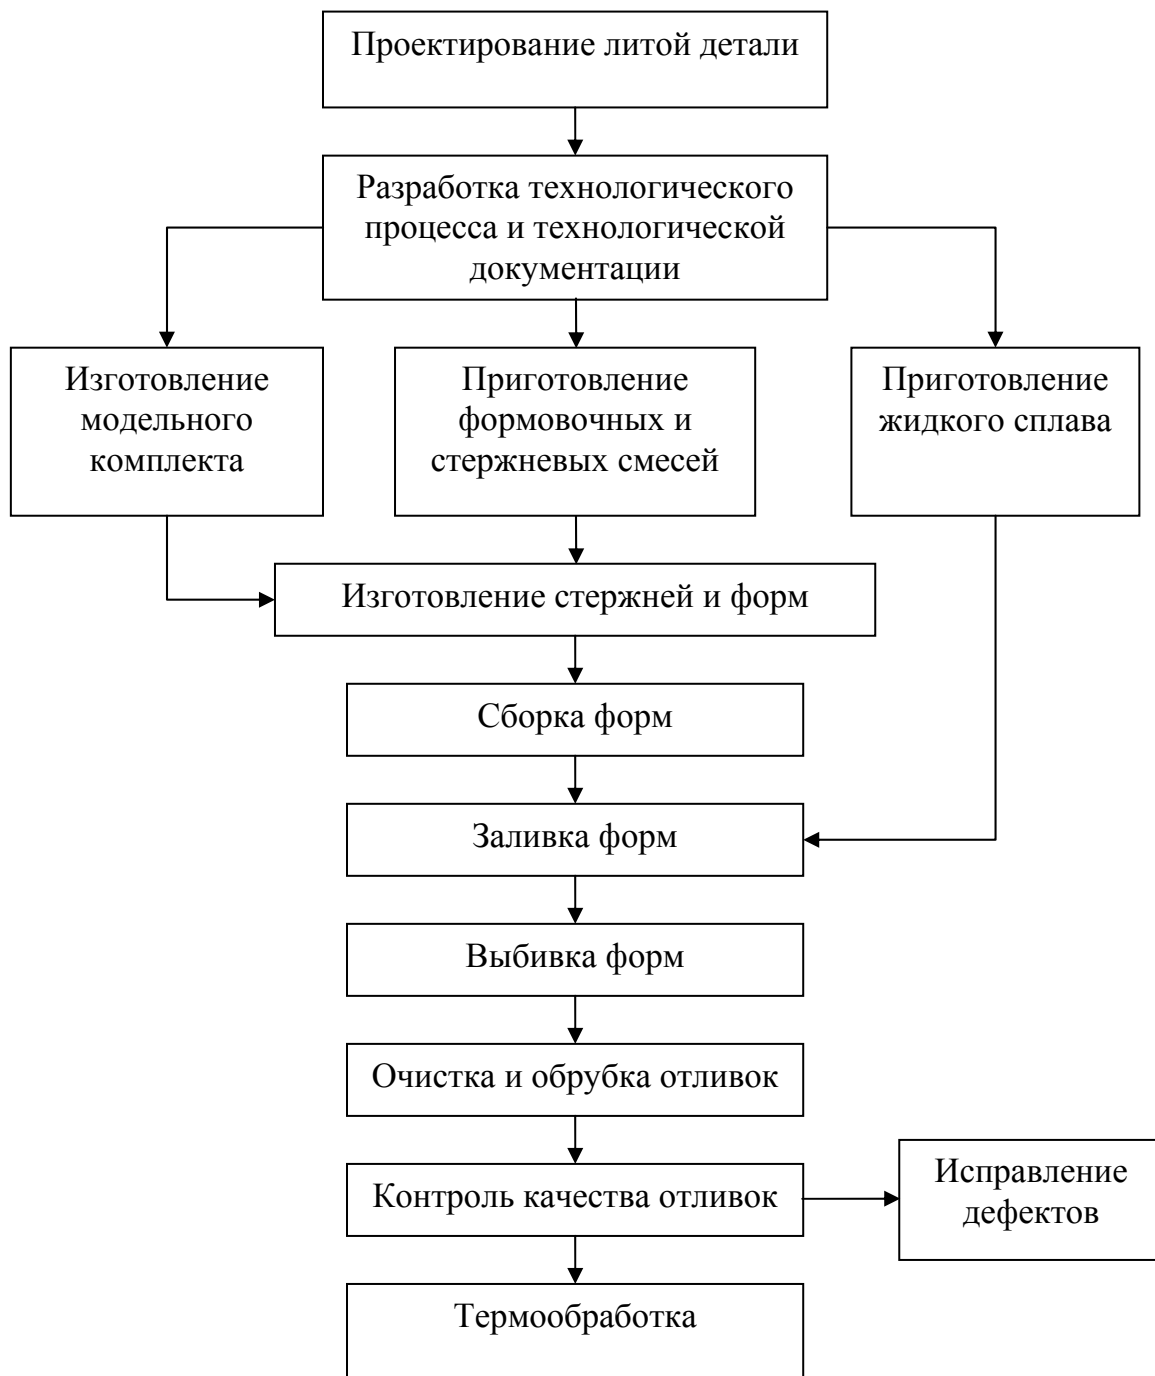 Проектирование литой детали
Разработка технологического
процесса и технологической
документации
Изготовление
модельного
комплекта
Приготовление
формовочных и
стержневых смесей
Приготовление
жидкого сплава
Изготовление стержней и форм
Сборка форм
Заливка форм
Выбивка форм
Очистка и обрубка отливок
Контроль качества отливок
Исправление
дефектов
Термообработка